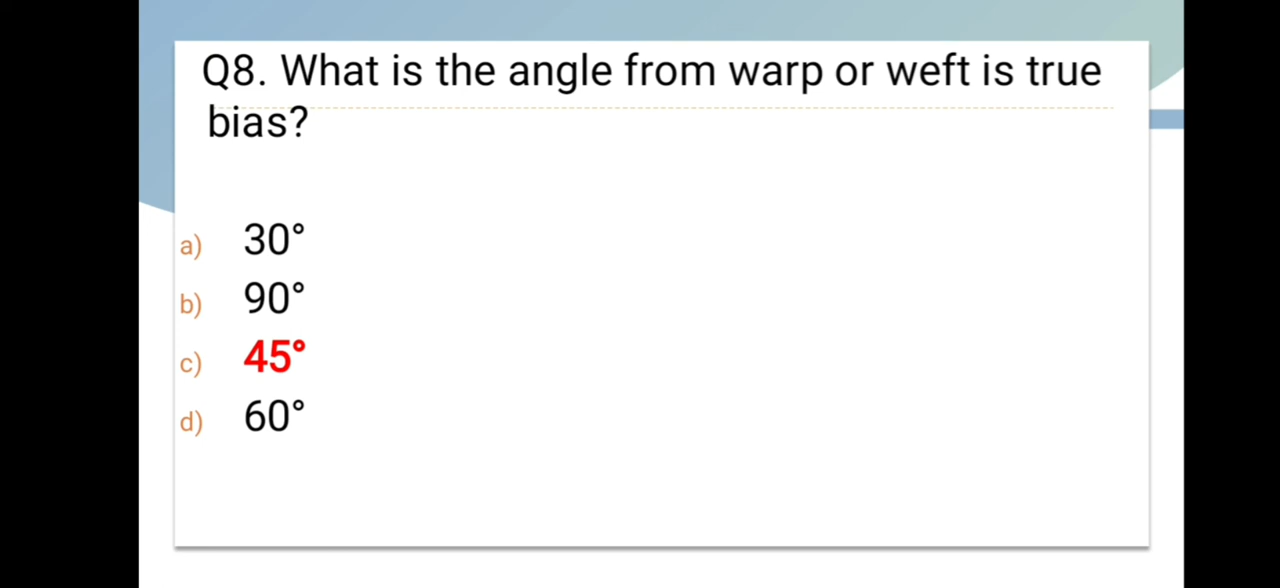 Q8. What is the angle from warp or weft is true
bias?
a) 30°
b) 90°
c) 45°
d) 60°